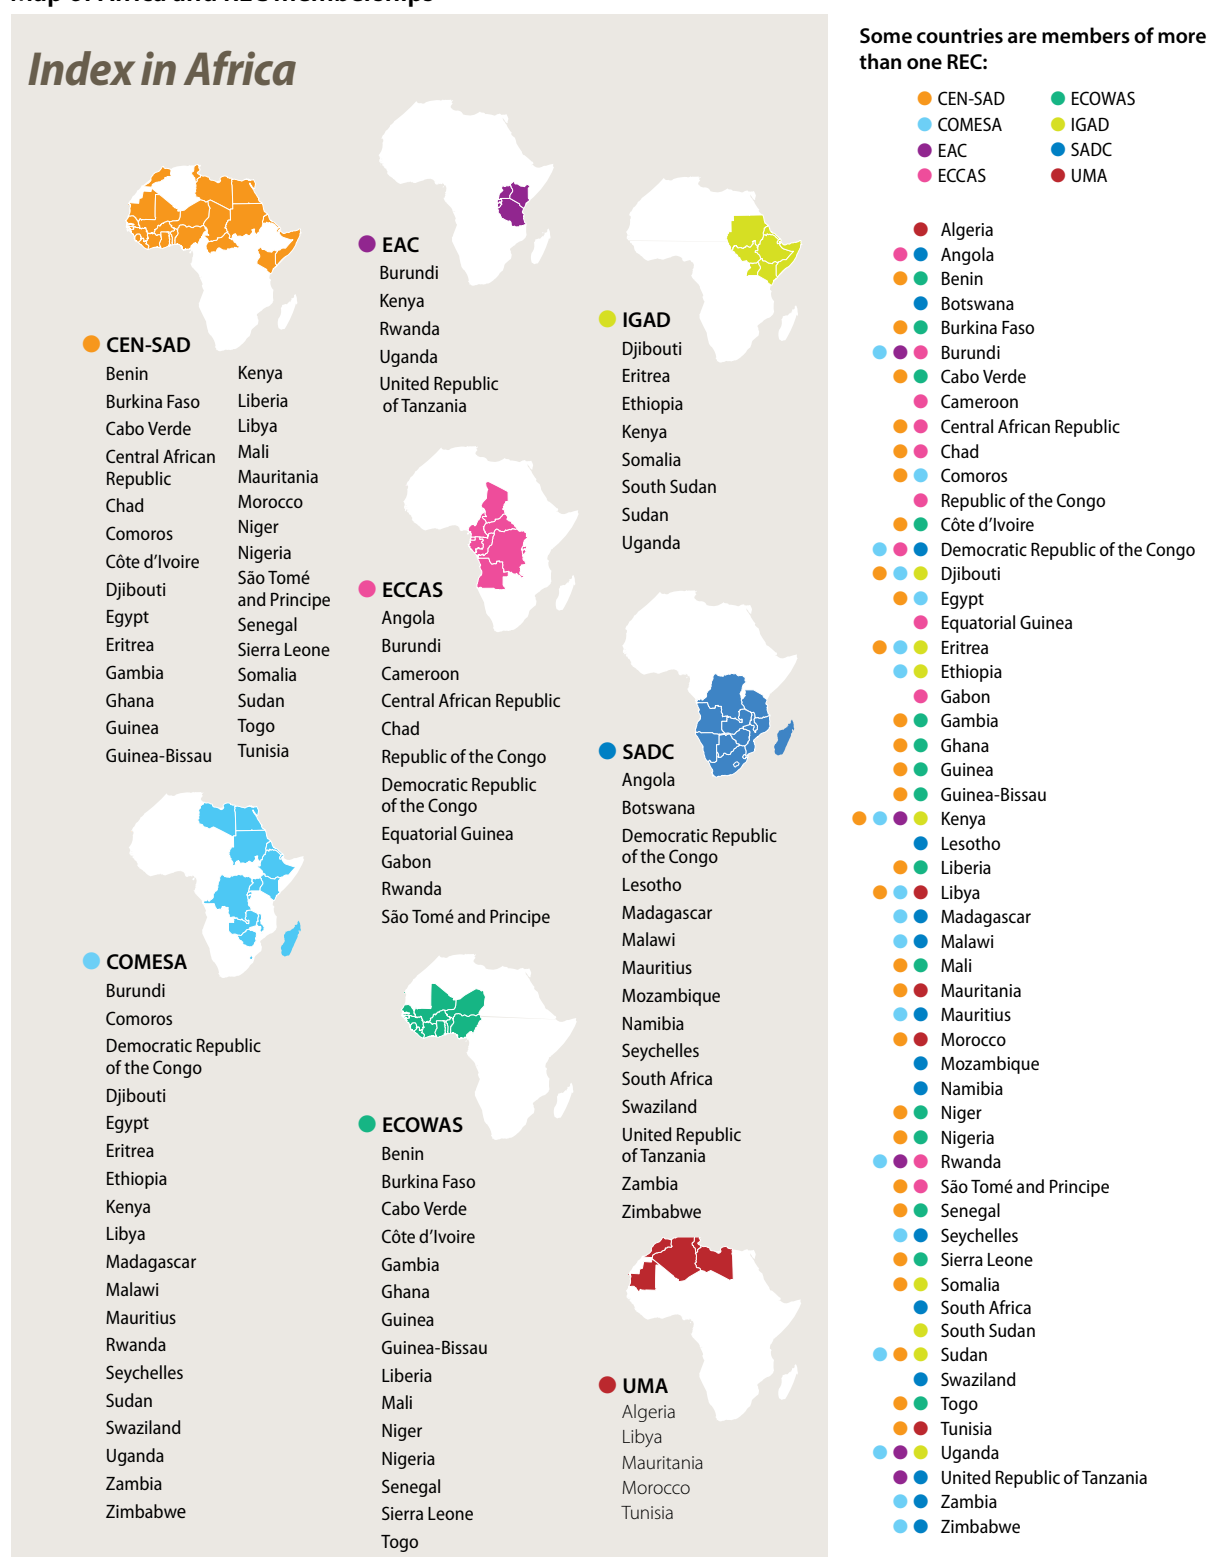 Map of Africa and REC memberships
Index in Africa
CEN-SAD
Benin
Burkina Faso
Cabo Verde
Central African
Republic
Chad
Comoros
Côte d'Ivoire
Djibouti
Egypt
Eritrea
Gambia
Ghana
Guinea
Guinea-Bissau
Kenya
Liberia
Libya
Mali
Mauritania
Morocco
Niger
Nigeria
São Tomé
and Principe
Senegal
Sierra Leone
Somalia
Sudan
Togo
Tunisia
COMESA
Burundi
Comoros
Democratic Republic
of the Congo
Djibouti
Egypt
Eritrea
Ethiopia
Kenya
Libya
Madagascar
Malawi
Mauritius
Rwanda
Seychelles
Sudan
Swaziland
Uganda
Zambia
Zimbabwe
EAC
Burundi
Kenya
Rwanda
Uganda
United Republic
of Tanzania
ECCAS
Angola
Burundi
Cameroon
Central African Republic
Chad
Republic of the Congo
Democratic Republic
of the Congo
Equatorial Guinea
Gabon
Rwanda
São Tomé and Principe
ECOWAS
Benin
Burkina Faso
Cabo Verde
Côte d'Ivoire
Gambia
Ghana
Guinea
Guinea-Bissau
Liberia
Mali
Niger
Nigeria
Senegal
Sierra Leone
Togo
IGAD
Djibouti
Eritrea
Ethiopia
Kenya
Somalia
South Sudan
Sudan
Uganda
SADC
Angola
Botswana
Democratic Republic
of the Congo
Lesotho
Madagascar
Malawi
Mauritius
Mozambique
Namibia
Seychelles
South Africa
Swaziland
United Republic
of Tanzania
Zambia
Zimbabwe
UMA
Algeria
Libya
Mauritania
Morocco
Tunisia
Some countries are members of more
than one REC:
CEN-SAD
COMESA
EAC
ECCAS
ECOWAS
IGAD
SADC
UMA
Algeria
Angola
Benin
Botswana
Burkina Faso
Burundi
Cabo Verde
Cameroon
Central African Republic
Chad
Comoros
Republic of the Congo
Côte d'Ivoire
Democratic Republic of the Congo
Djibouti
Egypt
Equatorial Guinea
Eritrea
Ethiopia
Gabon
Gambia
Ghana
Guinea
Guinea-Bissau
Kenya
Lesotho
Liberia
Libya
Madagascar
Malawi
Mali
Mauritania
Mauritius
Morocco
Mozambique
Namibia
Niger
Nigeria
Rwanda
São Tomé and Principe
Senegal
Seychelles
Sierra Leone
Somalia
South Africa
South Sudan
Sudan
Swaziland
Togo
Tunisia
Uganda
United Republic of Tanzania
Zambia
Zimbabwe